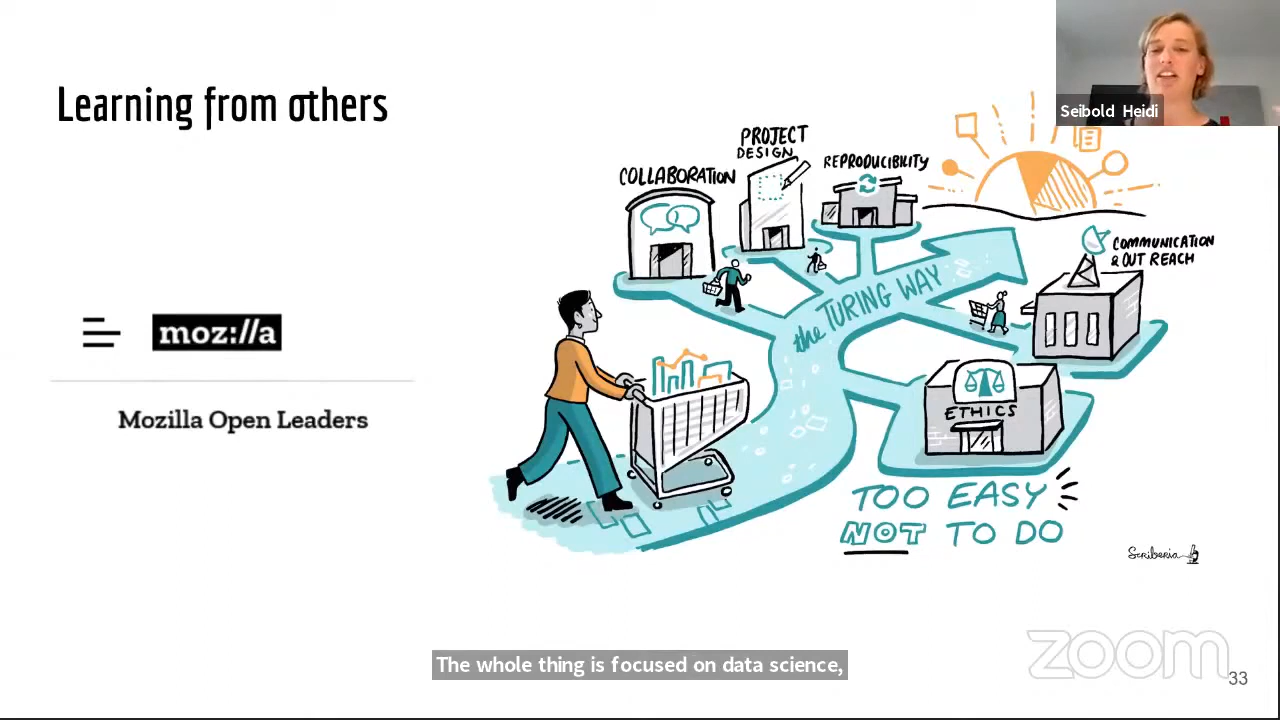 Learning from others
Seibold Heidi
PROJECT
DESIGN
COLLABORATION
REPRODUCIBILITY
COMMUNICATION
& OUT REACH
the TURING WAY
moz://a
Mozilla Open Leaders
ETHICS
TOO EASY
NOT TO DO
Scriberia
The whole thing is focused on data science,
zoom
33